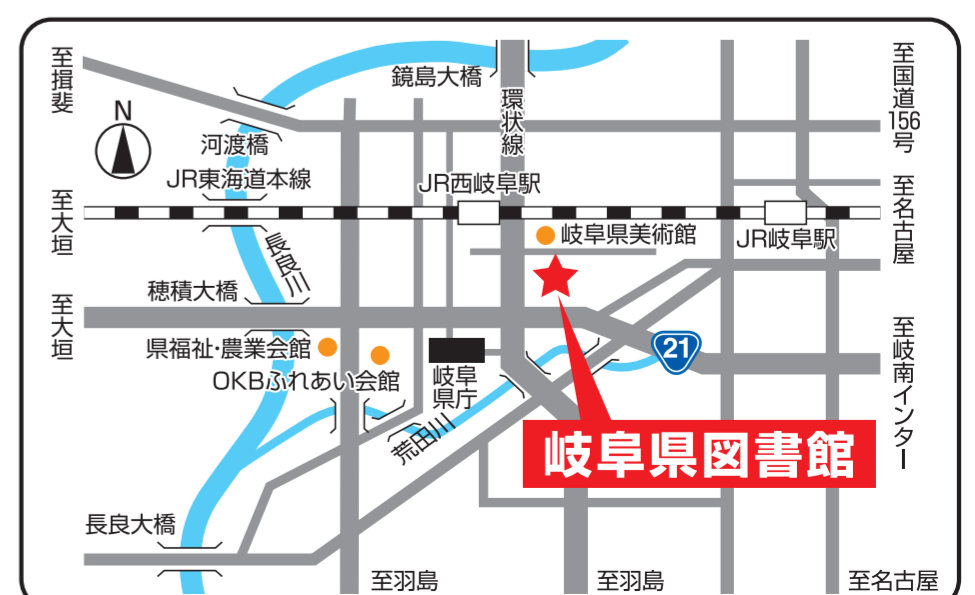 至揖斐
N
鏡島大橋
環状線
至国道156号
河渡橋
JR東海道本線
JR西岐阜駅
至大垣
至名古屋
岐阜県美術館
JR岐阜駅
長良川
穂積大橋
至大垣
県福祉・農業会館
OKBふれあい会館
岐阜県庁
21
至岐南インター
荒田川
岐阜県図書館
長良大橋
至羽島
至羽島
至名古屋